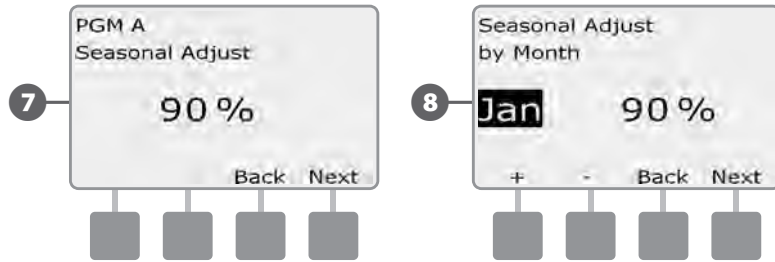 PGM A
Seasonal Adjust
7
90 %
Back Next
Seasonal Adjust
by Month
8
Jan 90 %
+ - Back Next